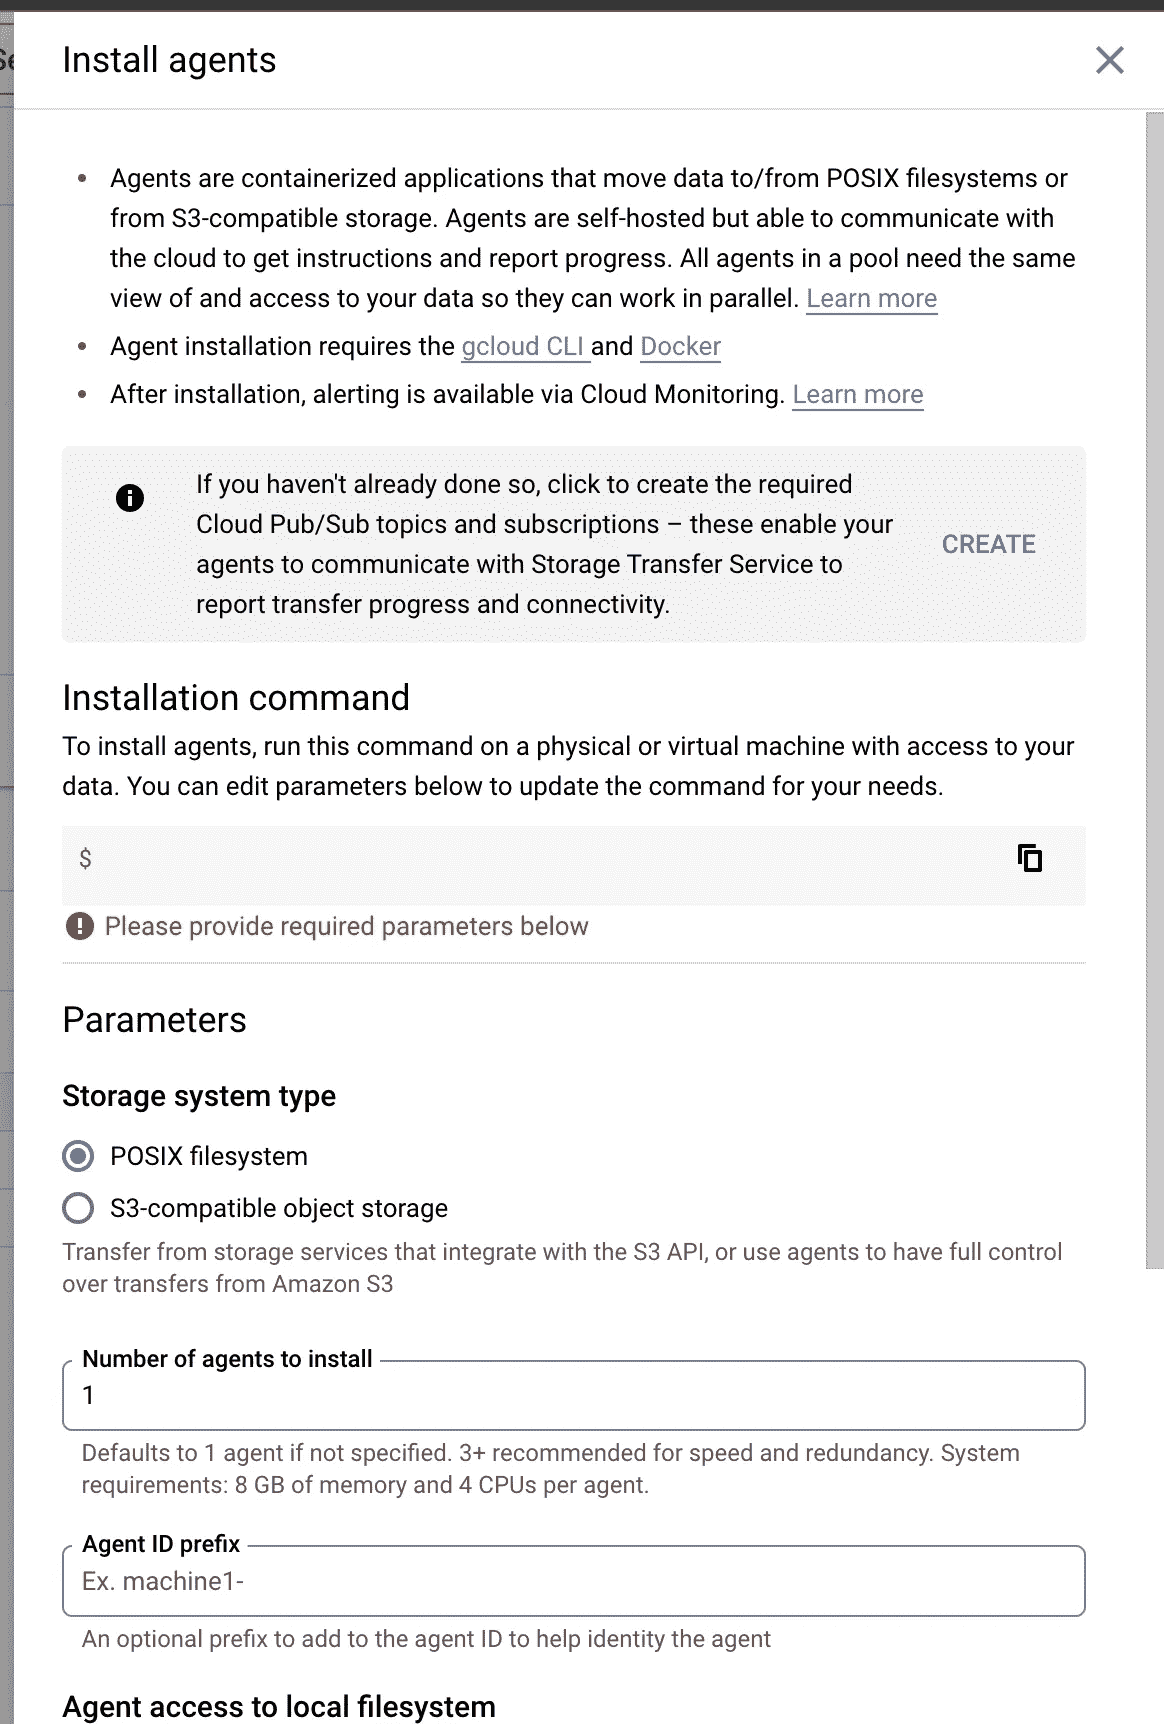 Se
Install agents
Agents are containerized applications that move data to/from POSIX filesystems or
from S3-compatible storage. Agents are self-hosted but able to communicate with
the cloud to get instructions and report progress. All agents in a pool need the same
view of and access to your data so they can work in parallel. Learn more
Agent installation requires the gcloud CLI and Docker
After installation, alerting is available via Cloud Monitoring. Learn more
If you haven't already done so, click to create the required
Cloud Pub/Sub topics and subscriptions – these enable your
agents to communicate with Storage Transfer Service to
report transfer progress and connectivity.
CREATE
Installation command
To install agents, run this command on a physical or virtual machine with access to your
data. You can edit parameters below to update the command for your needs.
$
Please provide required parameters below
Parameters
Storage system type
POSIX filesystem
S3-compatible object storage
Transfer from storage services that integrate with the S3 API, or use agents to have full control
over transfers from Amazon S3
Number of agents to install
1
Defaults to 1 agent if not specified. 3+ recommended for speed and redundancy. System
requirements: 8 GB of memory and 4 CPUs per agent.
Agent ID prefix
Ex. machine1-
An optional prefix to add to the agent ID to help identity the agent
Agent access to local filesystem